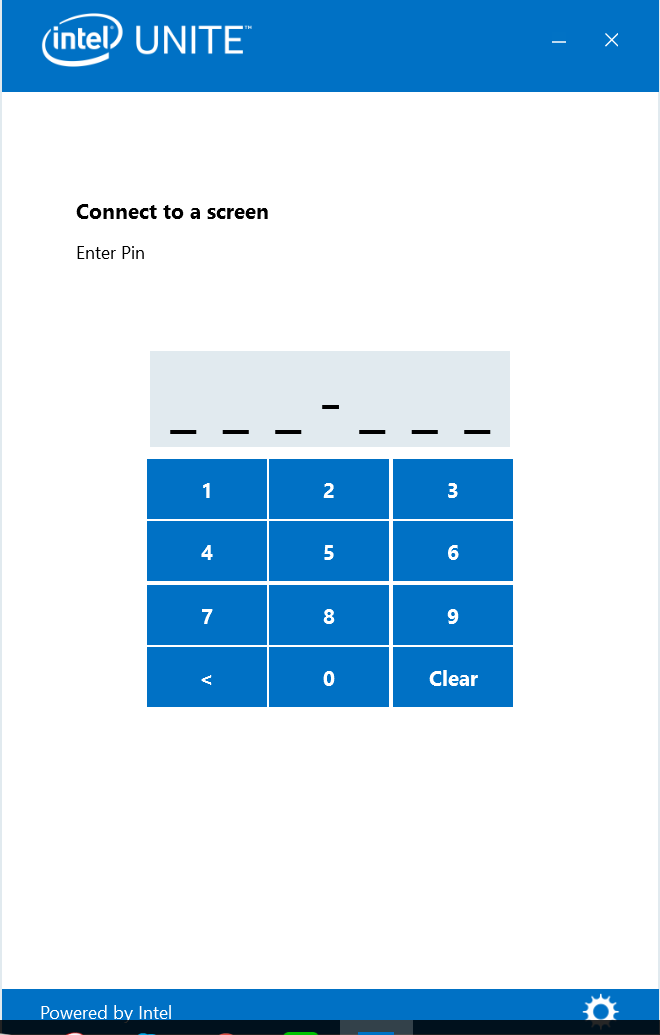 intel UNITE™
Connect to a screen
Enter Pin
_ _ _ - _ _ _
1 2 3
4 5 6
7 8 9
< 0 Clear
Powered by Intel